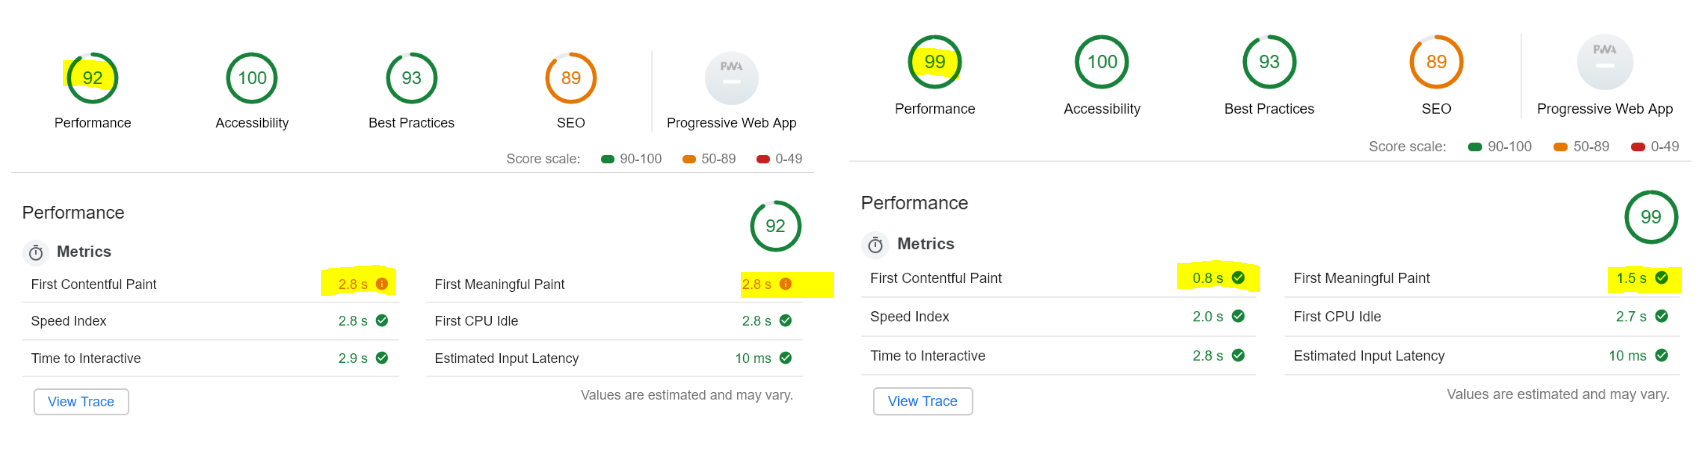 92
100
93
89
PWA
Performance
Accessibility
Best Practices
SEO
Progressive Web App
Score scale: 90-100 50-89 0-49
Performance
92
Metrics
First Contentful Paint 2.8 s
First Meaningful Paint 2.8 s
Speed Index 2.8 s
First CPU Idle 2.8 s
Time to Interactive 2.9 s
Estimated Input Latency 10 ms
View Trace
Values are estimated and may vary.
99
100
93
89
PWA
Performance
Accessibility
Best Practices
SEO
Progressive Web App
Score scale: 90-100 50-89 0-49
Performance
99
Metrics
First Contentful Paint 0.8 s
First Meaningful Paint 1.5 s
Speed Index 2.0 s
First CPU Idle 2.7 s
Time to Interactive 2.8 s
Estimated Input Latency 10 ms
View Trace
Values are estimated and may vary.